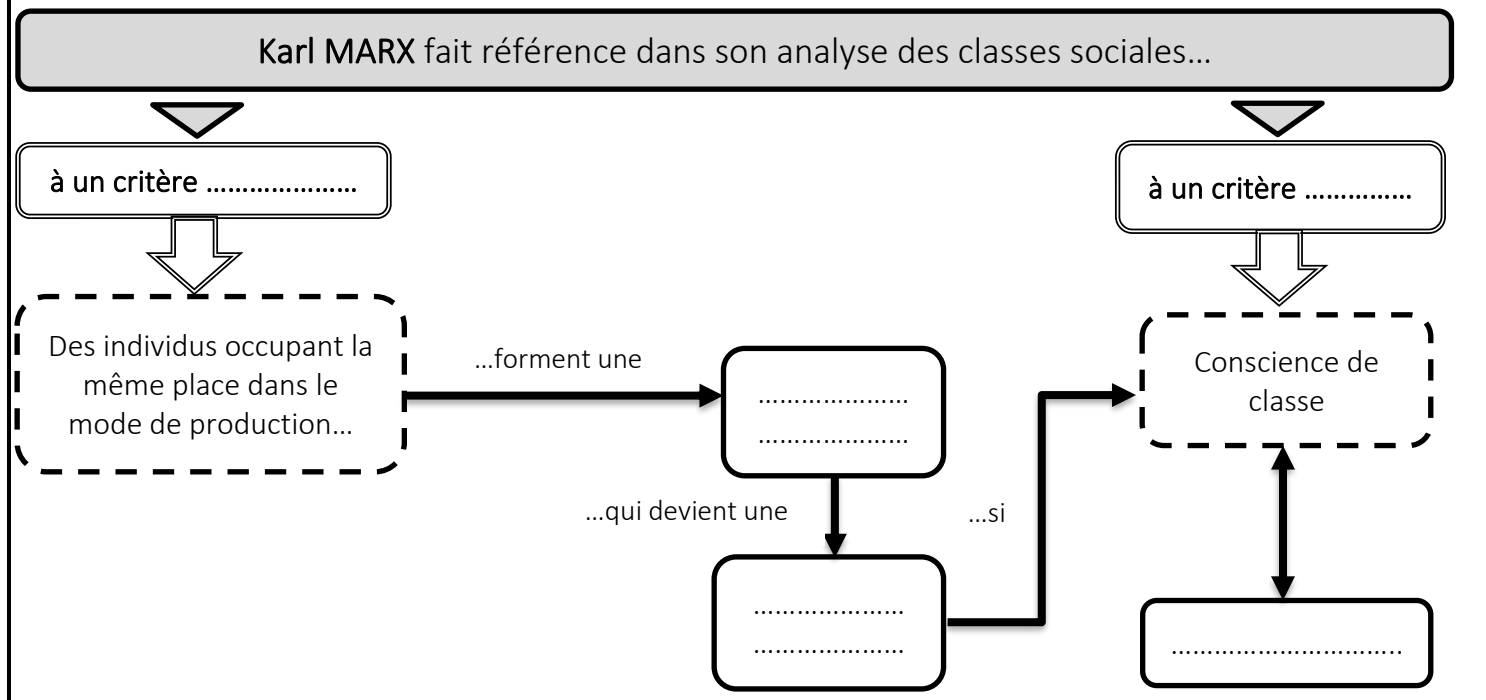 Karl MARX fait référence dans son analyse des classes sociales…
à un critère …………………
à un critère ……………
Des individus occupant la
même place dans le
mode de production…
…forment une
…………………
…………………
Conscience de
classe
…qui devient une
…si
…………………
…………………
…………………………..